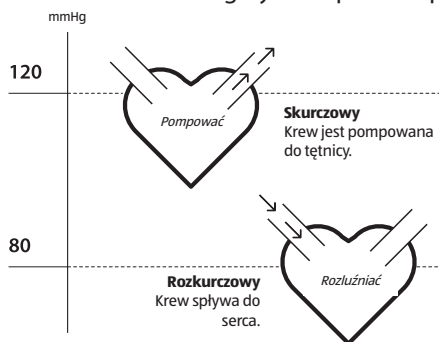 mmHg
120
Pompować
Skurczowy
Krew jest pompowana
do tętnicy.
80
Rozkurczowy
Krew spływa do
serca.
Rozluźniać